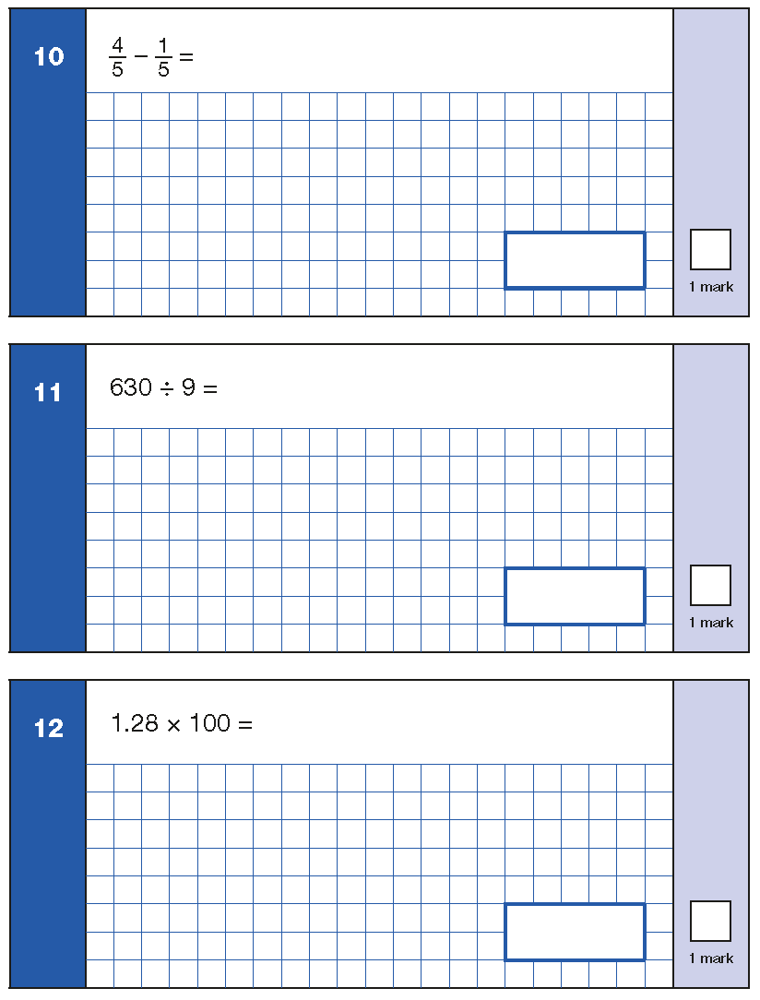 10
4/5 − 1/5 =
1 mark
11
630 ÷ 9 =
1 mark
12
1.28 × 100 =
1 mark